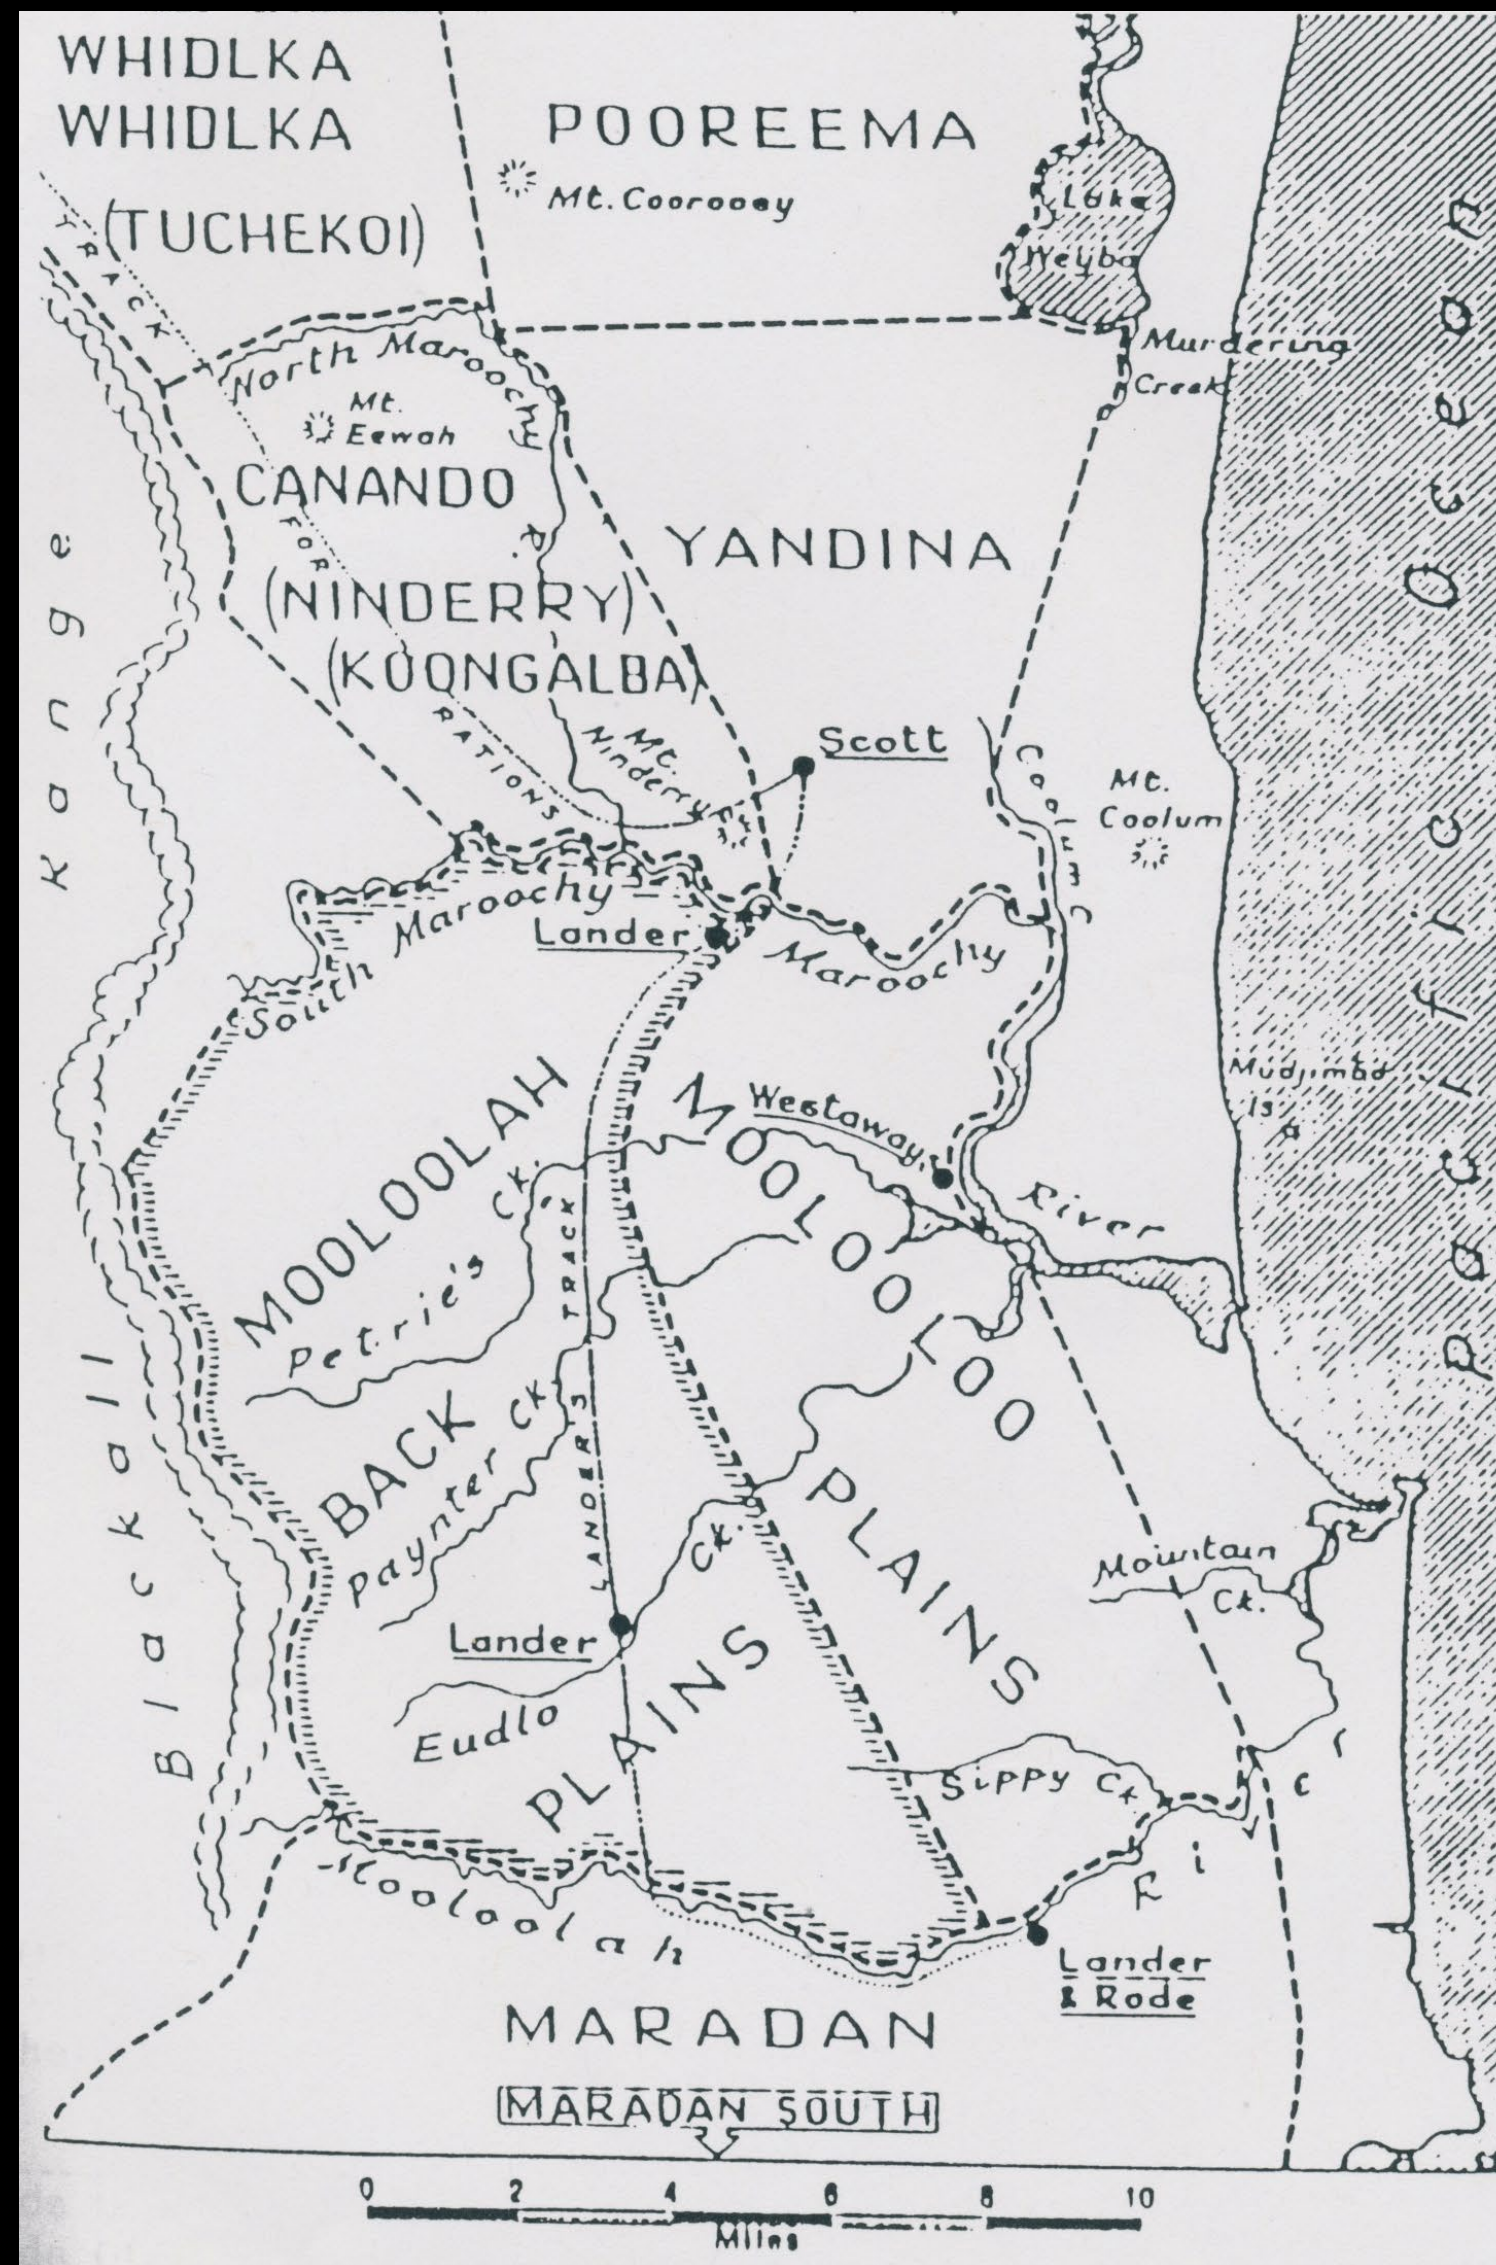 WHIDLKA
WHIDLKA
(TUCHEKOI)
POOREEMA
Mt. Coorooey
Lake
Weyba
Murdering
Creek
TRACK FOR RATIONS
North Maroochy R.
Mt.
Eewah
CANANDO
(NINDERRY)
(KOONGALBA)
YANDINA
Pacific Ocean
Blackall Range
Mt.
Ninderry
Scott
Coolum C
Mt.
Coolum
South Maroochy
Lander
Maroochy River
Mudjimba
Is
Westaway
MOOLOOLAH BACK PLAINS
MOOLOOLOO PLAINS
Petrie's Ck.
LANDER'S TRACK
Paynter Ck.
Mountain
Ck.
Lander
Eudlo Ck.
Sippy Ck
Mooloolah
Lander
& Rode
MARADAN
MARADAN SOUTH
0 2 4 6 8 10
Miles